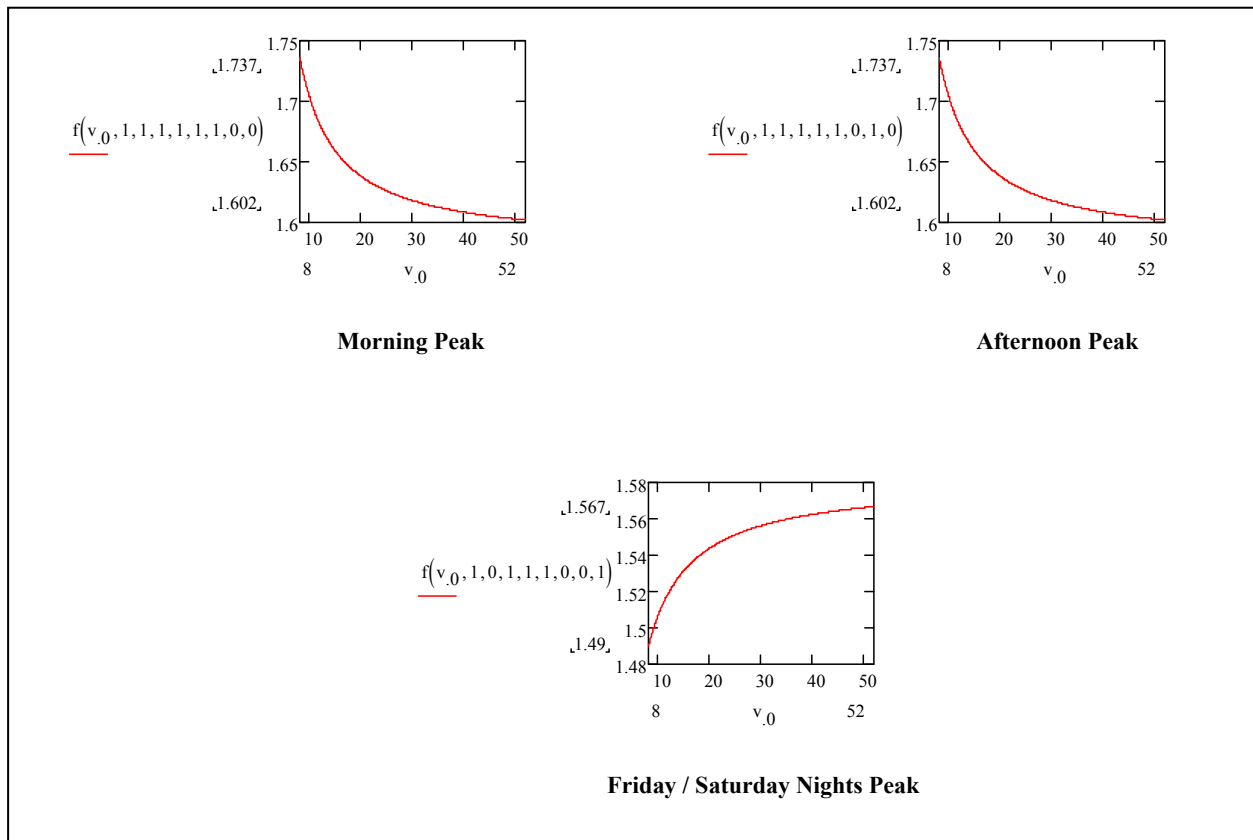 1.75
1.737
1.7
f(v.0,1,1,1,1,1,1,0,0)
1.65
1.602
1.6
10 20 30 40 50
8 v.0 52
Morning Peak
1.75
1.737
1.7
f(v.0,1,1,1,1,1,0,1,0)
1.65
1.602
1.6
10 20 30 40 50
8 v.0 52
Afternoon Peak
1.58
1.567
1.56
1.54
f(v.0,1,0,1,1,1,0,0,1)
1.52
1.5
1.49
1.48
10 20 30 40 50
8 v.0 52
Friday / Saturday Nights Peak